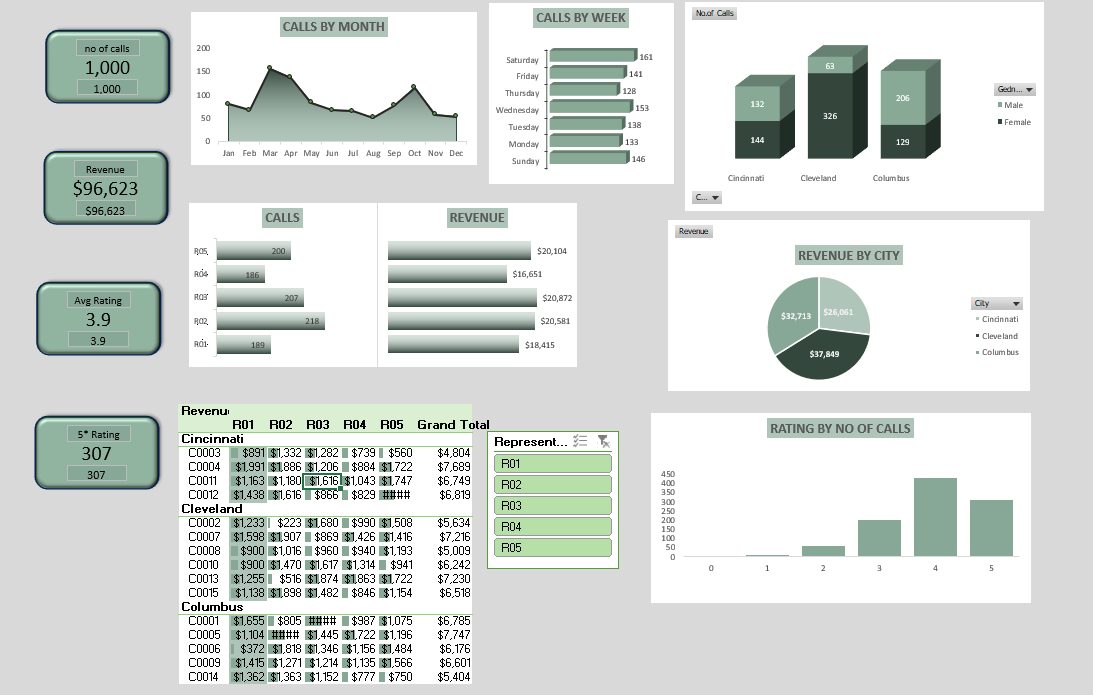 no of calls
1,000
1,000
Revenue
$96,623
$96,623
Avg Rating
3.9
3.9
5* Rating
307
307
CALLS BY MONTH
200
150
100
50
0
Jan Feb Mar Apr May Jun Jul Aug Sep Oct Nov Dec
CALLS BY WEEK
Saturday 161
Friday 141
Thursday 128
Wednesday 153
Tuesday 138
Monday 133
Sunday 146
No.of Calls
132 63 206
144 326 129
Cincinnati Cleveland Columbus
Gedn...
Male
Female
C...
CALLS
R05 200
R04 186
R03 207
R02 218
R01 189
REVENUE
$20,104
$16,651
$20,872
$20,581
$18,415
Revenue
REVENUE BY CITY
$32,713 $26,061
$37,849
City
Cincinnati
Cleveland
Columbus
Revenu
R01 R02 R03 R04 R05 Grand Total
Cincinnati
C0003 $891 $1,332 $1,282 $739 $560 $4,804
C0004 $1,991 $1,886 $1,206 $884 $1,722 $7,689
C0011 $1,163 $1,180 $1,616 $1,043 $1,747 $6,749
C0012 $1,438 $1,616 $866 $829 #### $6,819
Cleveland
C0002 $1,233 $223 $1,680 $990 $1,508 $5,634
C0007 $1,598 $1,907 $869 $1,426 $1,416 $7,216
C0008 $900 $1,016 $960 $940 $1,193 $5,009
C0010 $900 $1,470 $1,617 $1,314 $941 $6,242
C0013 $1,255 $516 $1,874 $1,863 $1,722 $7,230
C0015 $1,138 $1,898 $1,482 $846 $1,154 $6,518
Columbus
C0001 $1,655 $805 #### $987 $1,075 $6,785
C0005 $1,104 #### $1,445 $1,722 $1,196 $7,747
C0006 $372 $1,818 $1,346 $1,156 $1,484 $6,176
C0009 $1,415 $1,271 $1,214 $1,135 $1,566 $6,601
C0014 $1,362 $1,363 $1,152 $777 $750 $5,404
Represent...
R01
R02
R03
R04
R05
RATING BY NO OF CALLS
450
400
350
300
250
200
150
100
50
0
0 1 2 3 4 5